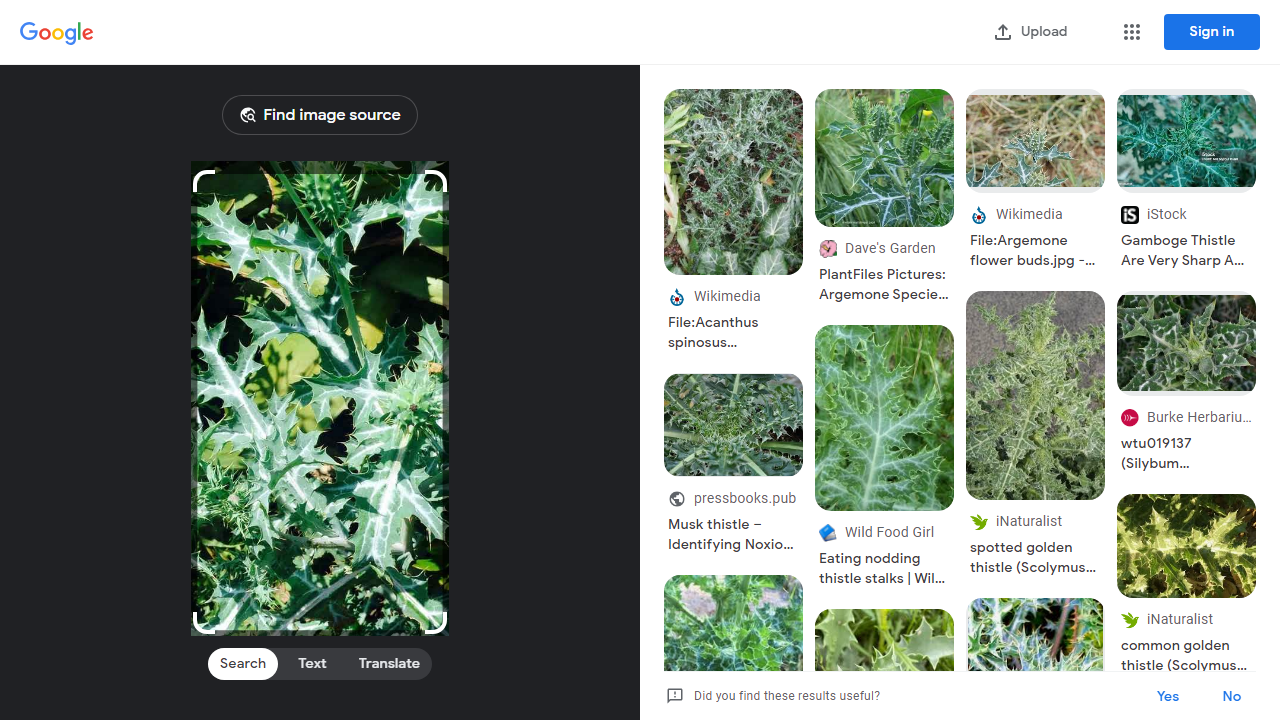 Google
Upload
Sign in
Find image source
Search
Text
Translate
Wikimedia
File:Acanthus
spinosus...
pressbooks.pub
Musk thistle –
Identifying Noxio...
Dave's Garden
PlantFiles Pictures:
Argemone Specie...
Wild Food Girl
Eating nodding
thistle stalks | Wil...
Wikimedia
File:Argemone
flower buds.jpg -...
iNaturalist
spotted golden
thistle (Scolymus...
iStock
iS
iStock
Gamboge Thistle
Are Very Sharp A...
Burke Herbariu...
wtu019137
(Silybum...
iNaturalist
common golden
thistle (Scolymus...
Did you find these results useful?
Yes
No